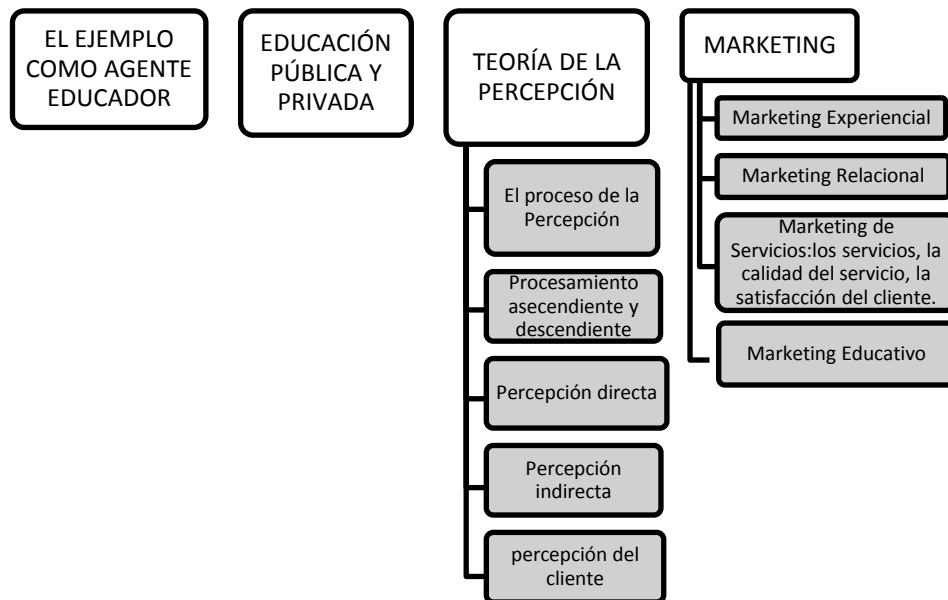 EL EJEMPLO
COMO AGENTE
EDUCADOR
EDUCACIÓN
PÚBLICA Y
PRIVADA
TEORÍA DE LA
PERCEPCIÓN
El proceso de la
Percepción
Procesamiento
asecendiente y
descendiente
Percepción directa
Percepción
indirecta
percepción del
cliente
MARKETING
Marketing Experiencial
Marketing Relacional
Marketing de
Servicios:los servicios, la
calidad del servicio, la
satisfacción del cliente.
Marketing Educativo